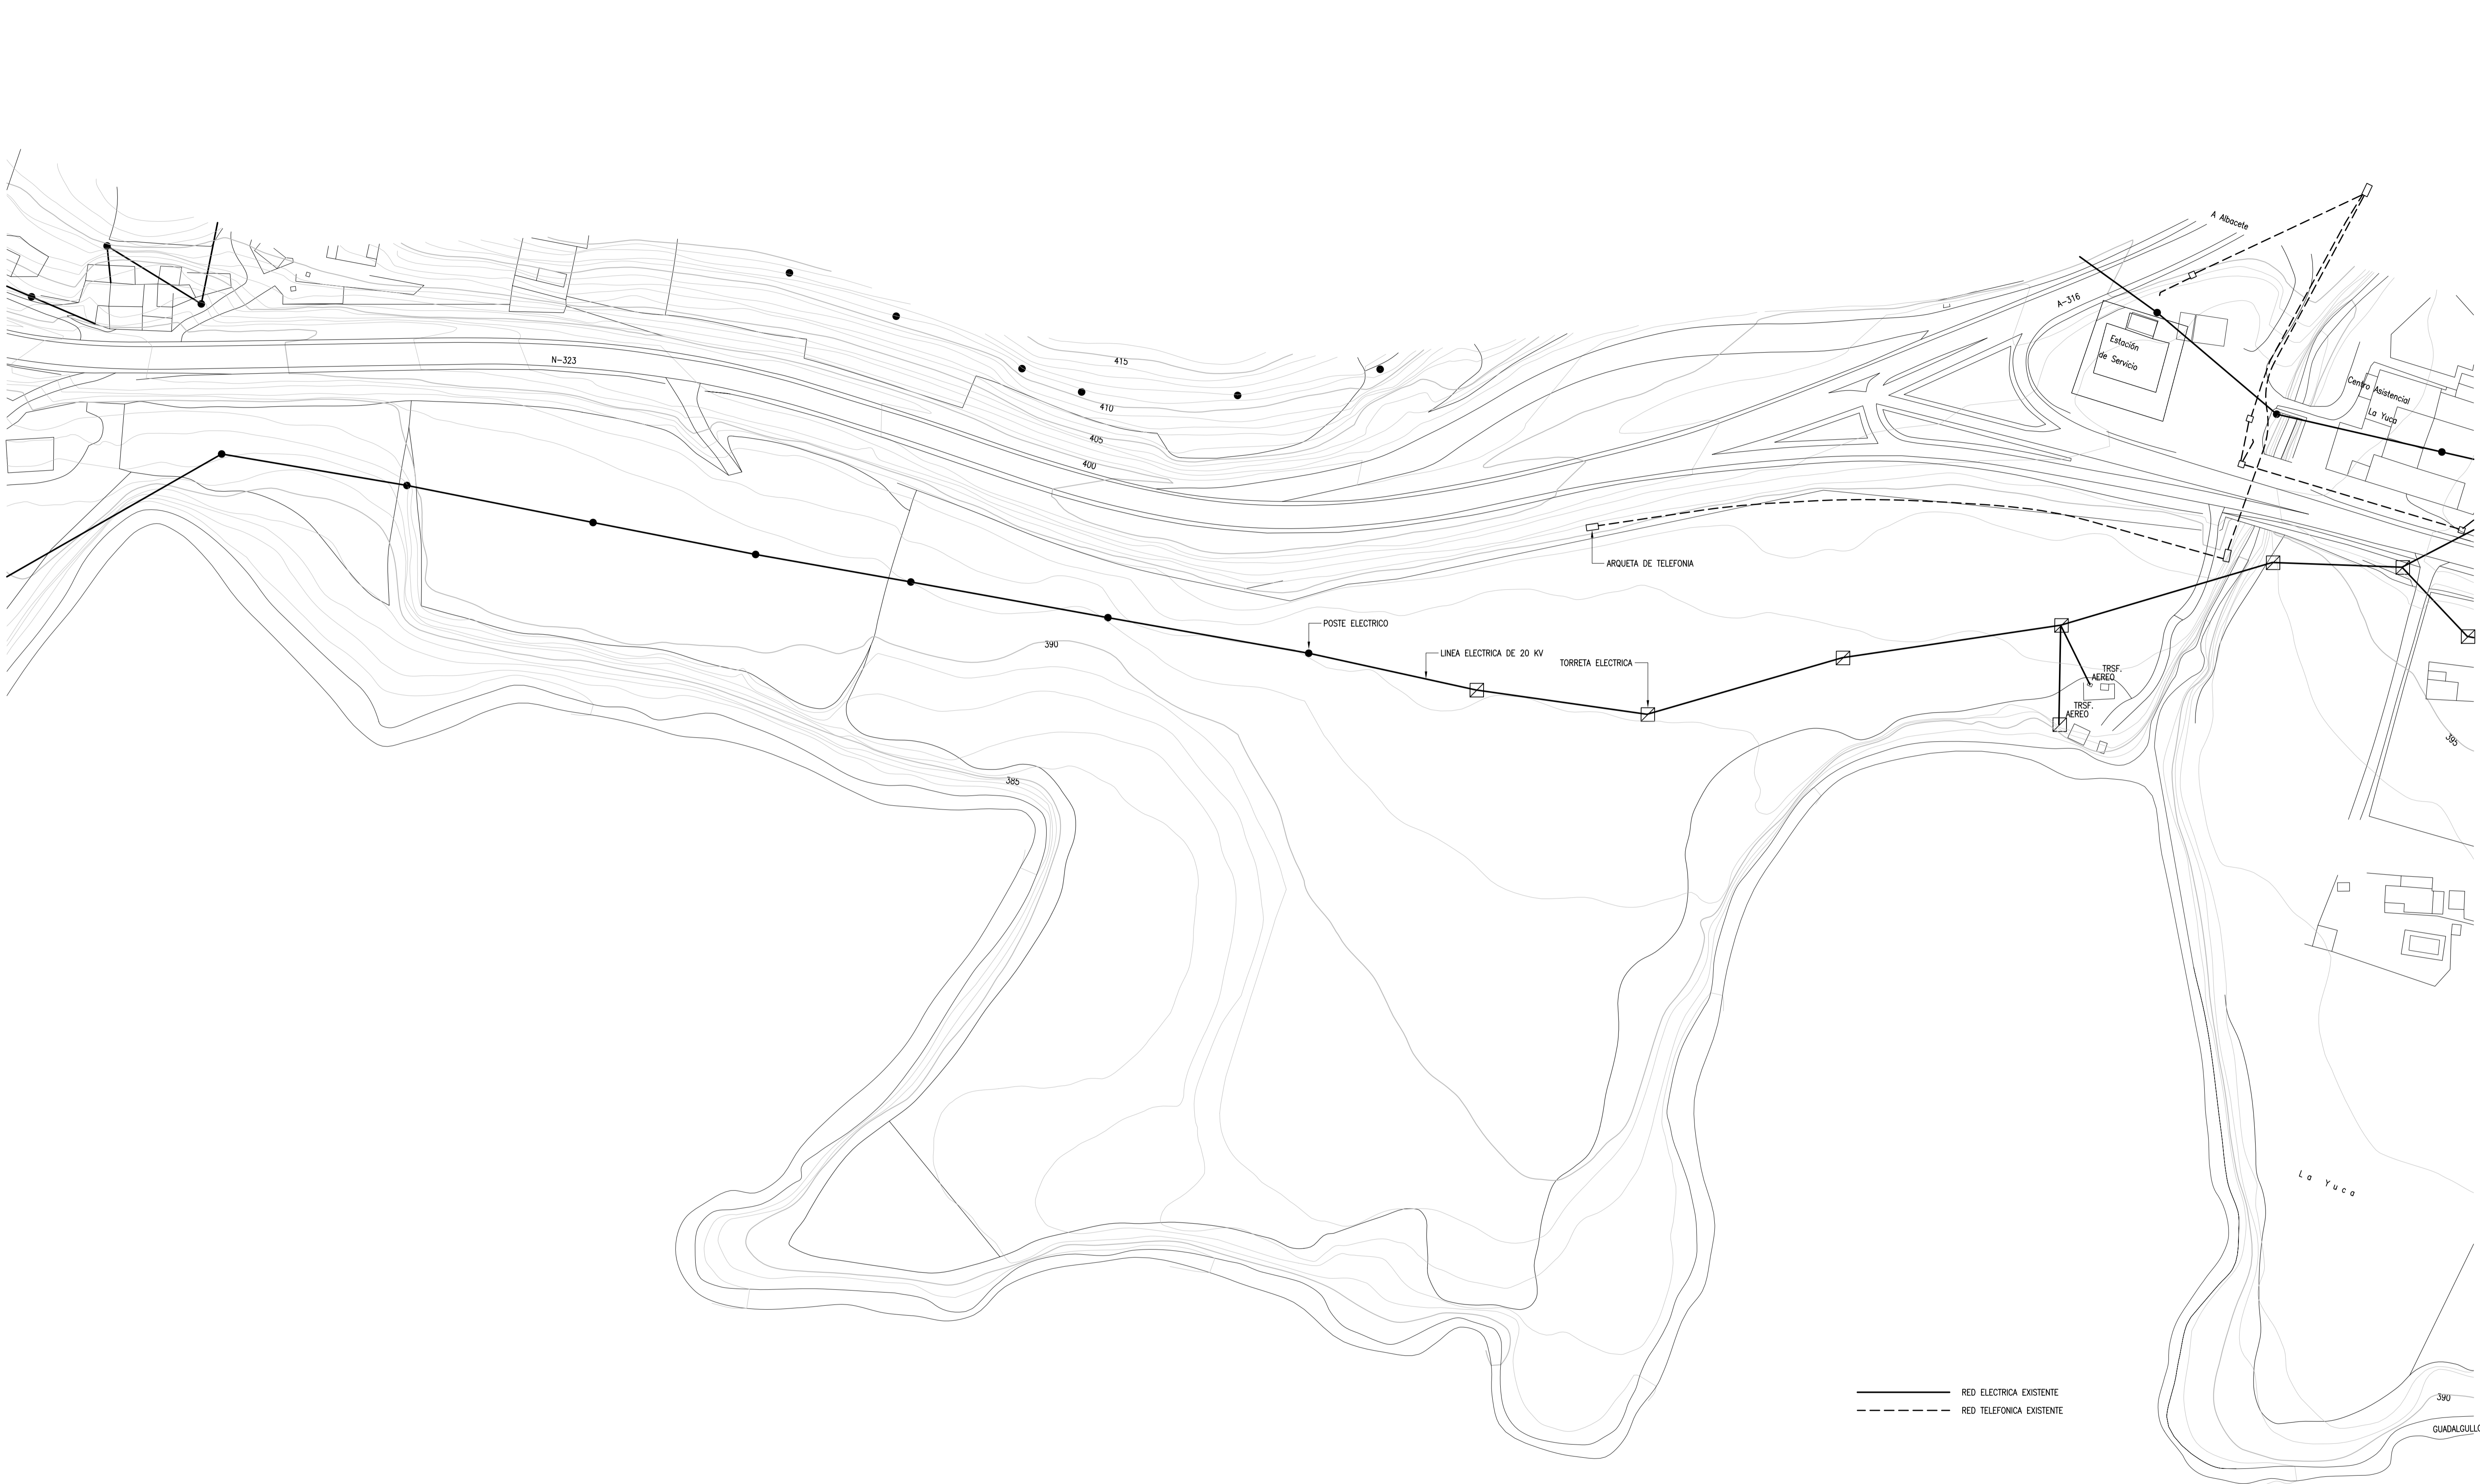 A Albacete
A-316
Estación
de Servicio
N-323
415
Centro Asistencial
La Yuca
410
405
400
ARQUETA DE TELEFONIA
POSTE ELECTRICO
390
LINEA ELECTRICA DE 20 KV
TORRETA ELECTRICA
TRSF.
AEREO
TRSF.
AEREO
395
385
La Yuca
RED ELECTRICA EXISTENTE
RED TELEFONICA EXISTENTE
390
GUADALGULLO